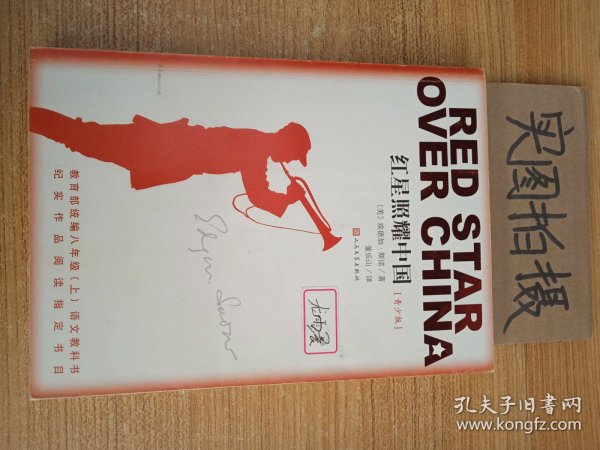 RED STAR
OVER CHINA
红星照耀中国
[青少版]
〔美〕埃德加·斯诺/著
董乐山/译
人民文学出版社
Edgar Snow
教育部统编八年级(上)语文教科书
纪实作品阅读指定书目
实图拍摄
孔夫子旧书网
www.kongfz.com